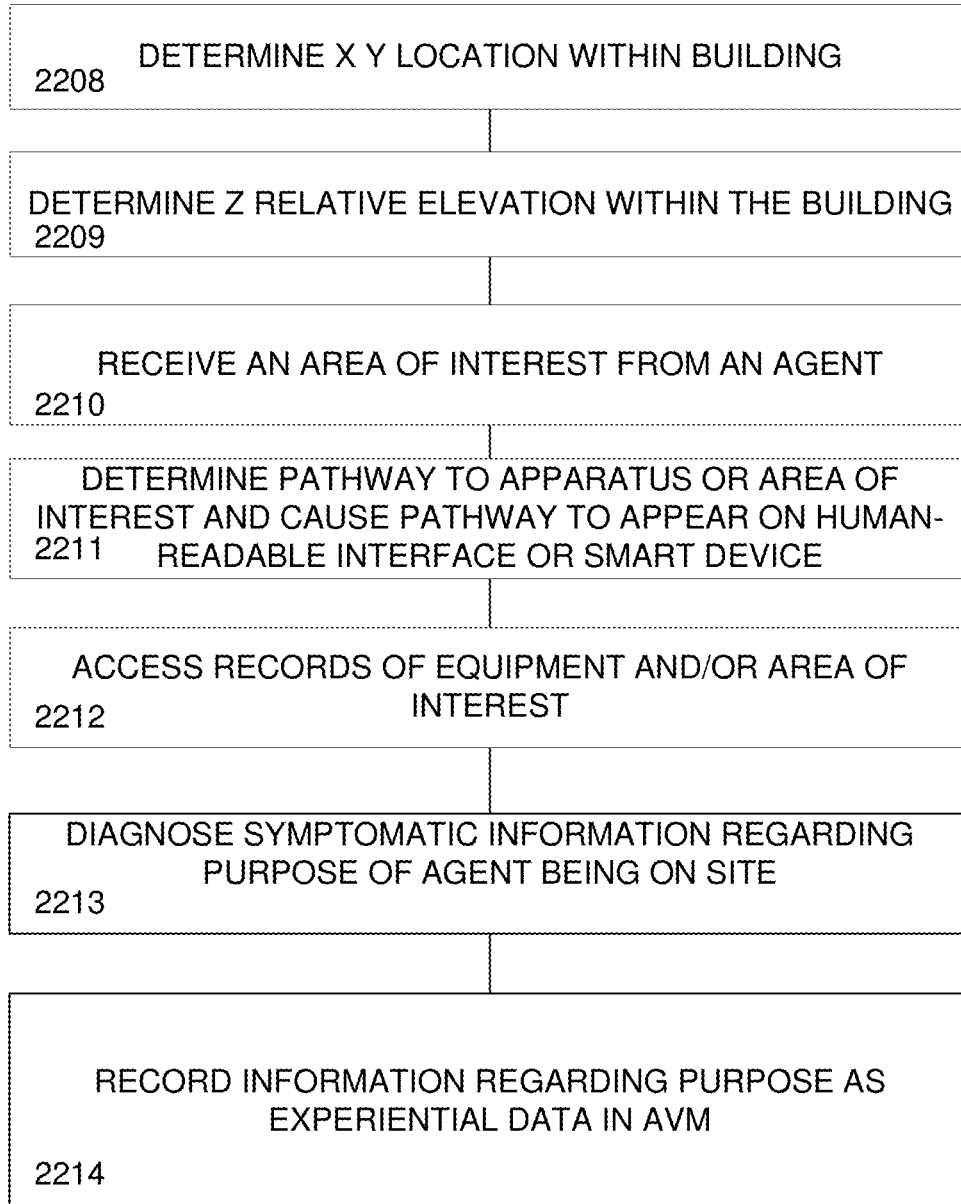 DETERMINE X Y LOCATION WITHIN BUILDING
2208
DETERMINE Z RELATIVE ELEVATION WITHIN THE BUILDING
2209
RECEIVE AN AREA OF INTEREST FROM AN AGENT
2210
DETERMINE PATHWAY TO APPARATUS OR AREA OF
INTEREST AND CAUSE PATHWAY TO APPEAR ON HUMAN-
2211
READABLE INTERFACE OR SMART DEVICE
ACCESS RECORDS OF EQUIPMENT AND/OR AREA OF
INTEREST
2212
DIAGNOSE SYMPTOMATIC INFORMATION REGARDING
PURPOSE OF AGENT BEING ON SITE
2213
RECORD INFORMATION REGARDING PURPOSE AS
EXPERIENTIAL DATA IN AVM
2214